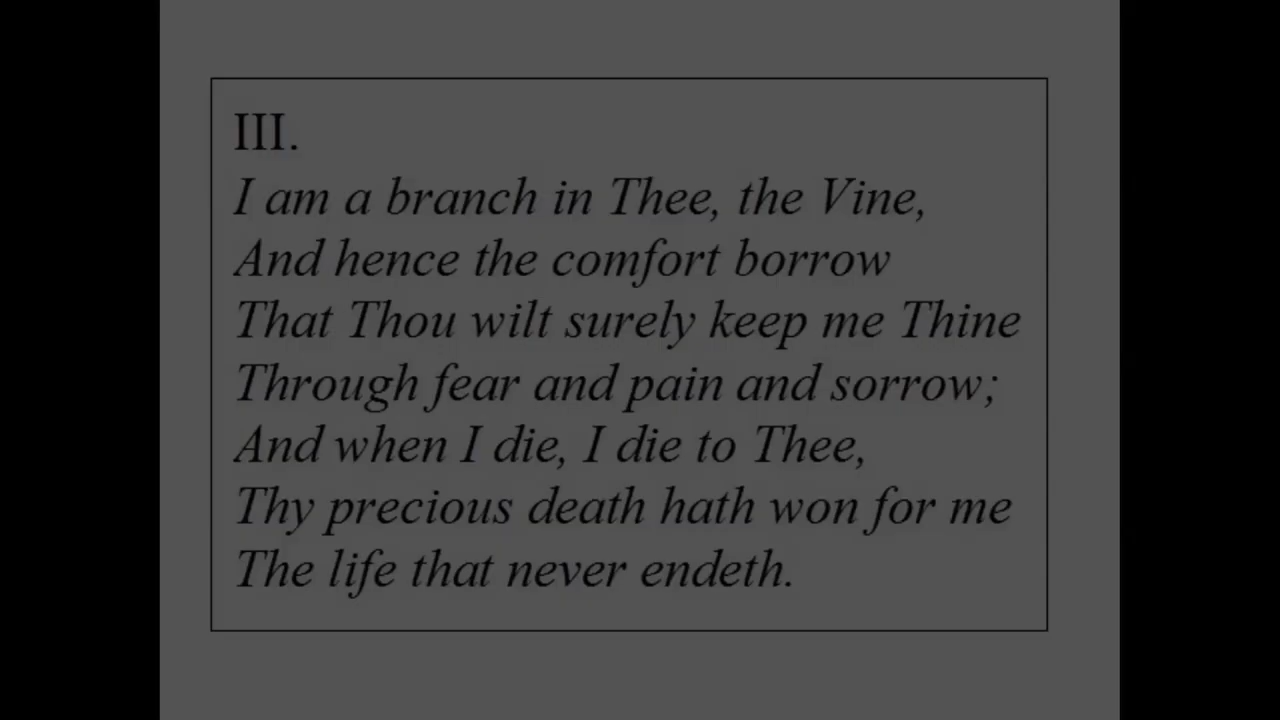 III.
I am a branch in Thee, the Vine,
And hence the comfort borrow
That Thou wilt surely keep me Thine
Through fear and pain and sorrow;
And when I die, I die to Thee,
Thy precious death hath won for me
The life that never endeth.